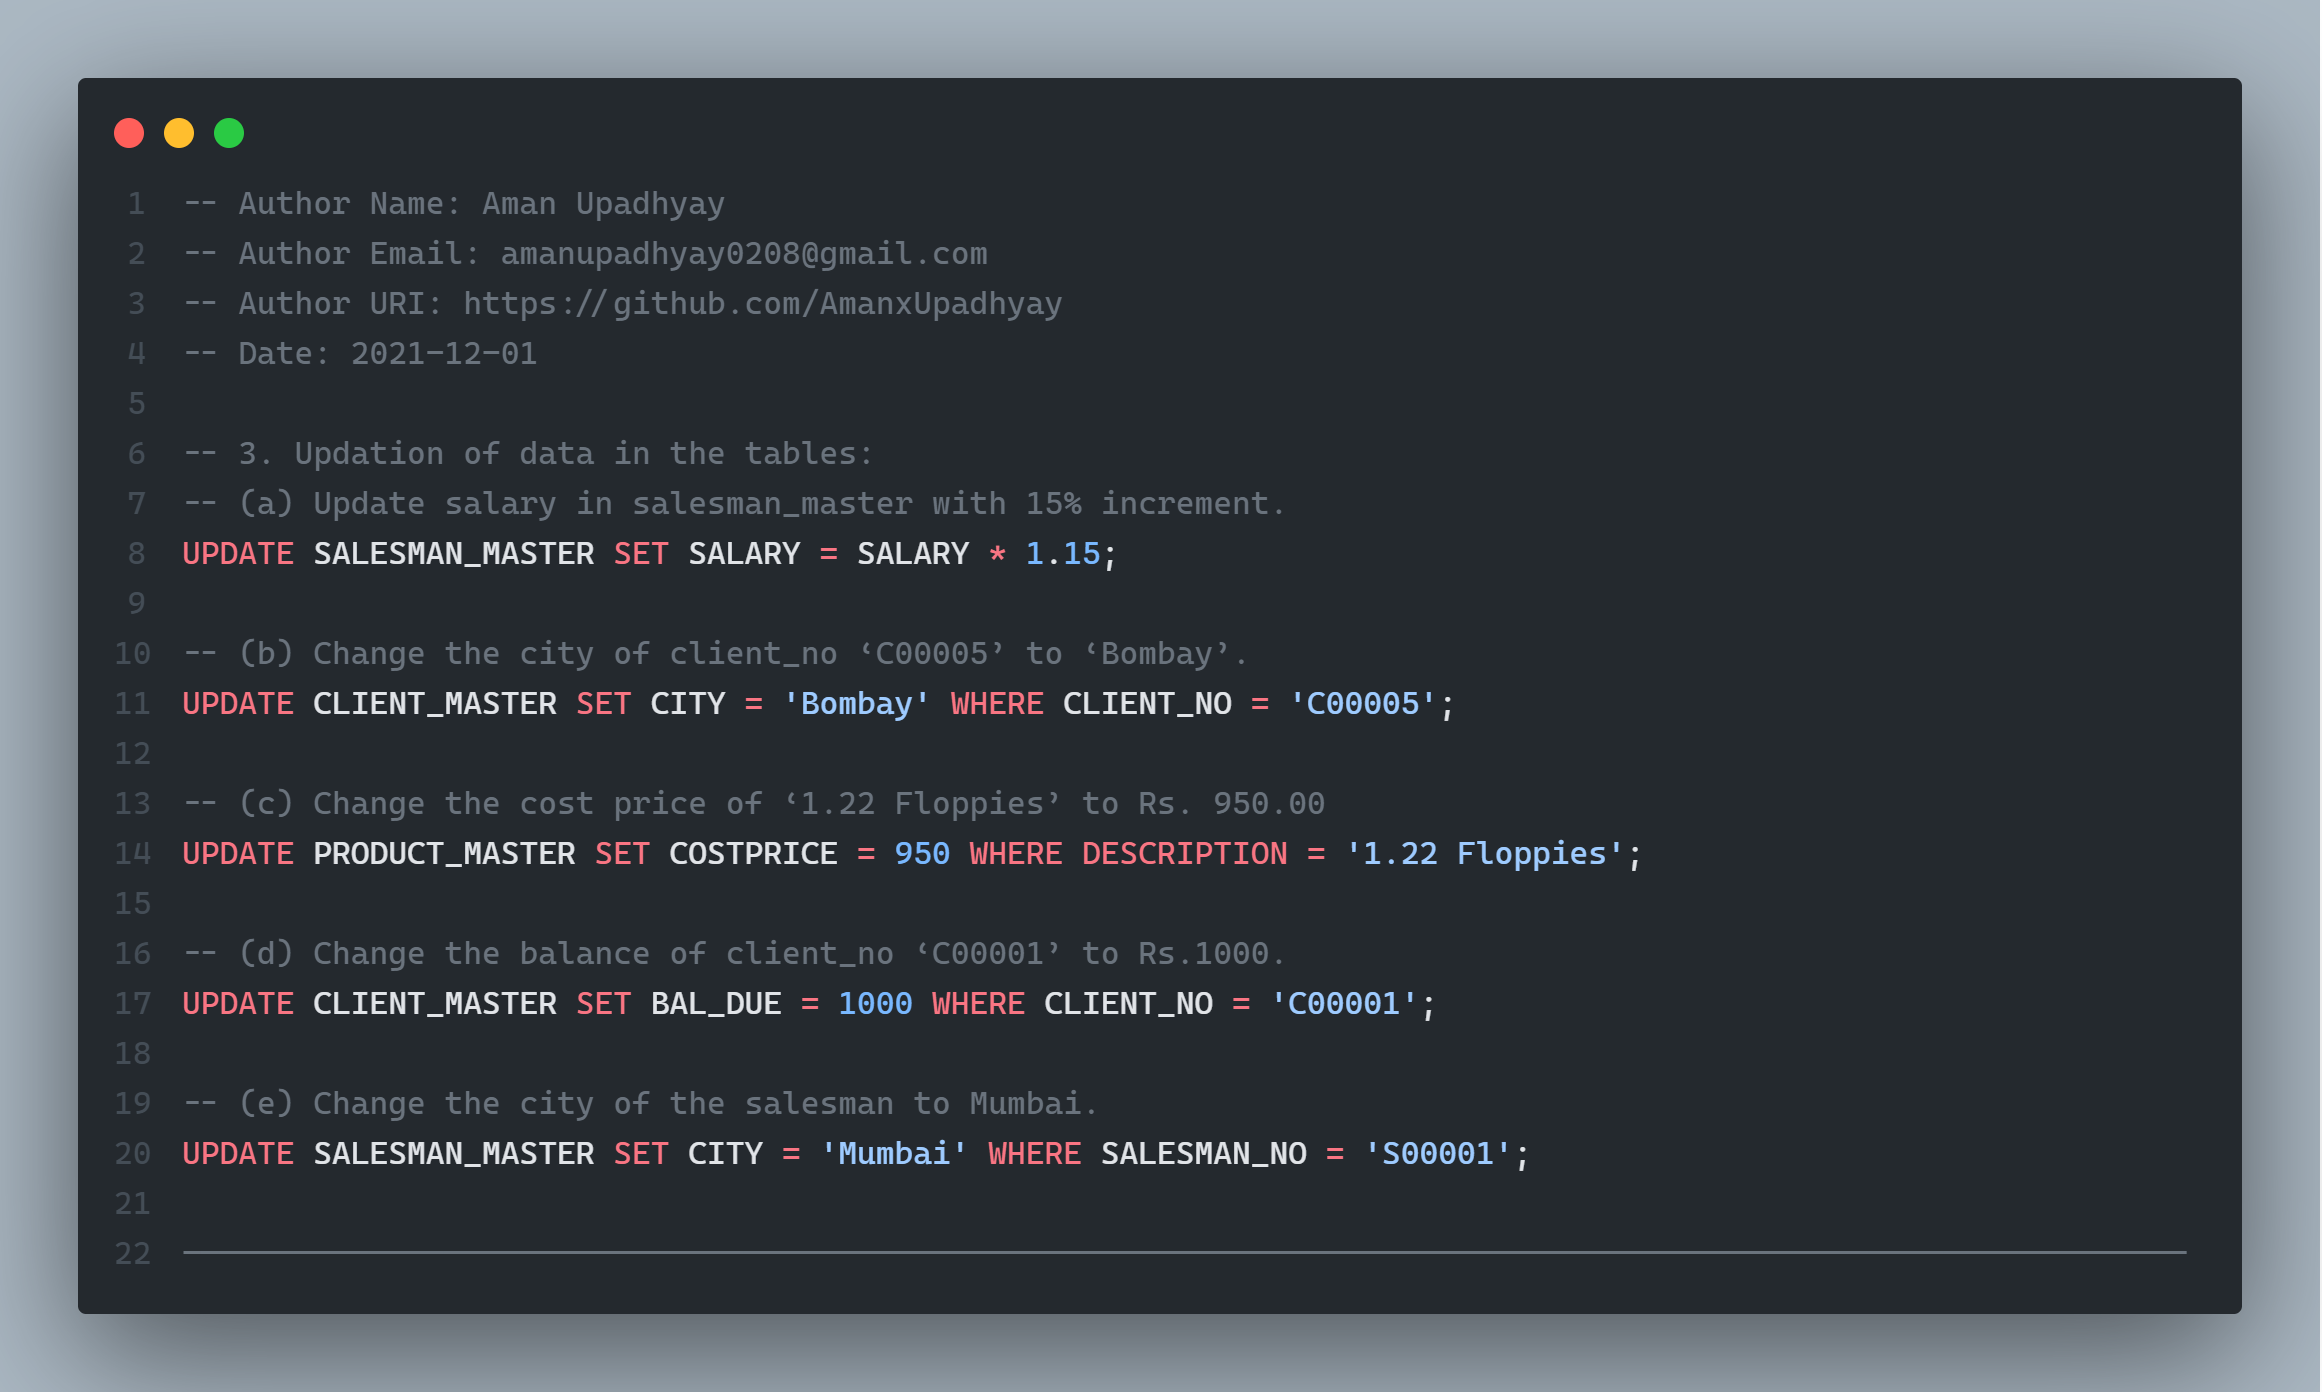 1 -- Author Name: Aman Upadhyay
2 -- Author Email: amanupadhyay0208@gmail.com
3 -- Author URI: https://github.com/AmanxUpadhyay
4 -- Date: 2021-12-01
5
6 -- 3. Updation of data in the tables:
7 -- (a) Update salary in salesman_master with 15% increment.
8 UPDATE SALESMAN_MASTER SET SALARY = SALARY * 1.15;
9
10 -- (b) Change the city of client_no ‘C00005’ to ‘Bombay’.
11 UPDATE CLIENT_MASTER SET CITY = 'Bombay' WHERE CLIENT_NO = 'C00005';
12
13 -- (c) Change the cost price of ‘1.22 Floppies’ to Rs. 950.00
14 UPDATE PRODUCT_MASTER SET COSTPRICE = 950 WHERE DESCRIPTION = '1.22 Floppies';
15
16 -- (d) Change the balance of client_no ‘C00001’ to Rs.1000.
17 UPDATE CLIENT_MASTER SET BAL_DUE = 1000 WHERE CLIENT_NO = 'C00001';
18
19 -- (e) Change the city of the salesman to Mumbai.
20 UPDATE SALESMAN_MASTER SET CITY = 'Mumbai' WHERE SALESMAN_NO = 'S00001';
21
22 -----------------------------------------------------------------------------------------------------------